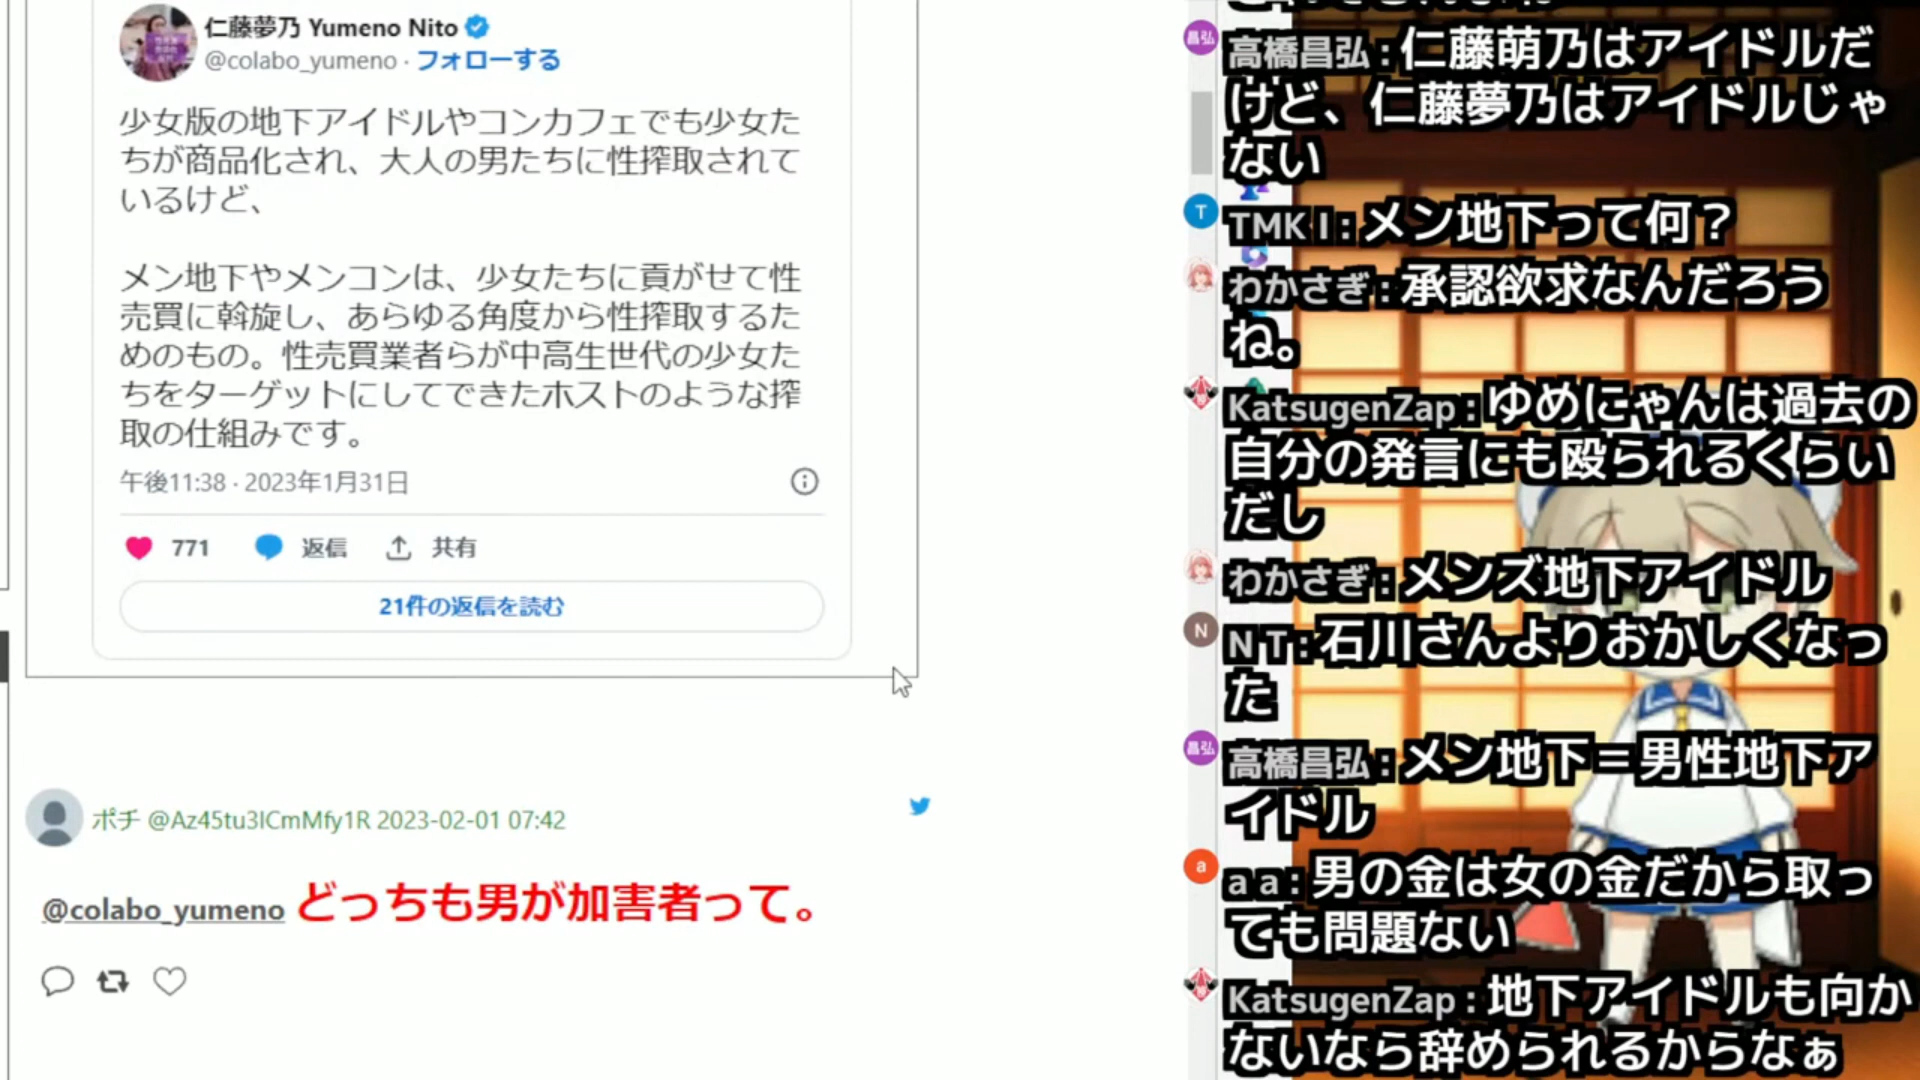 仁藤夢乃 Yumeno Nito
@colabo_yumeno · フォローする
少女版の地下アイドルやコンカフェでも少女た
ちが商品化され、大人の男たちに性搾取されて
いるけど、
メン地下やメンコンは、少女たちに貢がせて性
売買に斡旋し、あらゆる角度から性搾取するた
めのもの。性売買業者らが中高生世代の少女た
ちをターゲットにしてできたホストのような搾
取の仕組みです。
午後11:38 · 2023年1月31日
771 返信 共有
21件の返信を読む
ポチ @Az45tu3lCmMfy1R 2023-02-01 07:42
@colabo_yumeno どっちも男が加害者って。
昌弘 高橋昌弘 : 仁藤萌乃はアイドルだ
けど、仁藤夢乃はアイドルじゃ
ない
T TMK I : メン地下って何？
わかさぎ : 承認欲求なんだろう
ね。
KatsugenZap : ゆめにゃんは過去の
自分の発言にも殴られるくらい
だし
わかさぎ : メンズ地下アイドル
N N T : 石川さんよりおかしくなっ
た
昌弘 高橋昌弘 : メン地下＝男性地下ア
イドル
a a a : 男の金は女の金だから取っ
ても問題ない
KatsugenZap : 地下アイドルも向か
ないなら辞められるからなぁ